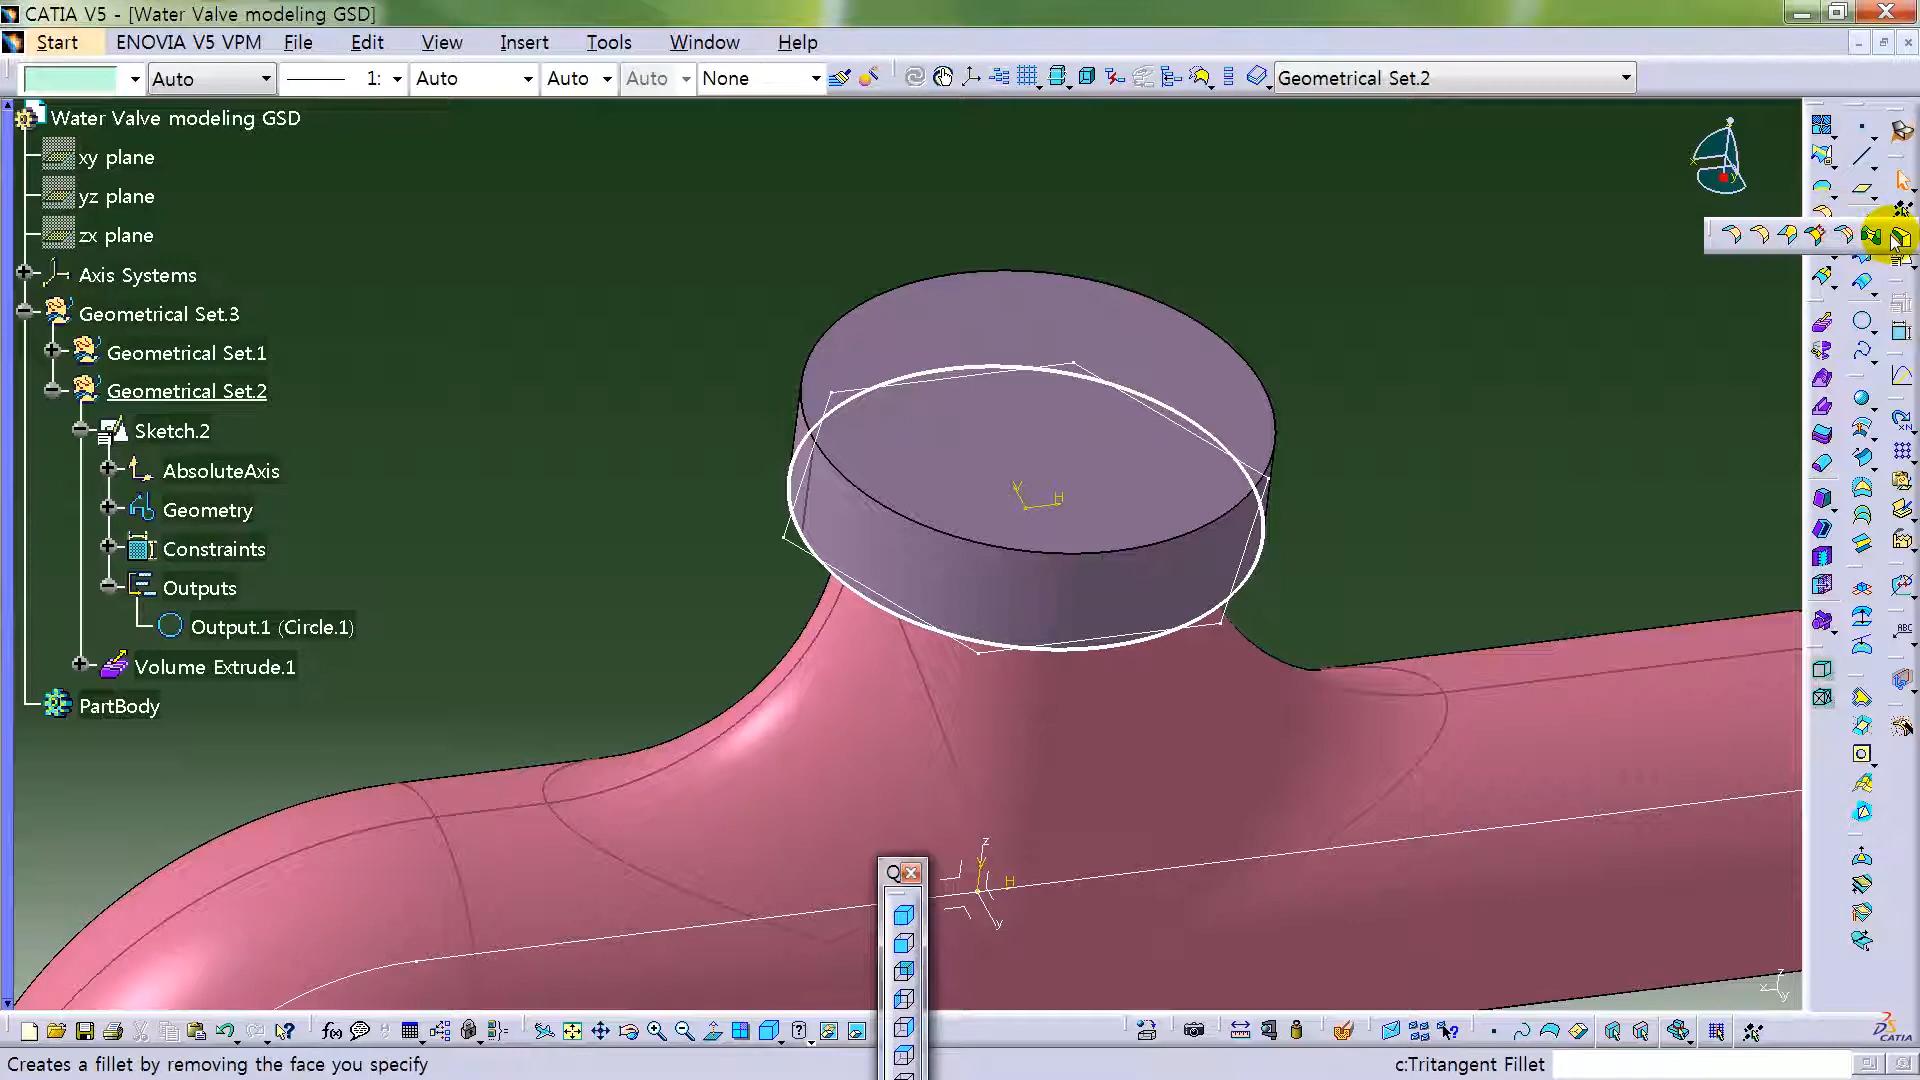 CATIA V5 - [Water Valve modeling GSD]
Start ENOVIA V5 VPM File Edit View Insert Tools Window Help
Auto 1: Auto Auto Auto None Geometrical Set.2
Water Valve modeling GSD
xy plane
yz plane
zx plane
Axis Systems
Geometrical Set.3
Geometrical Set.1
Geometrical Set.2
Sketch.2
AbsoluteAxis
Geometry
Constraints
Outputs
Output.1 (Circle.1)
Volume Extrude.1
PartBody
V H
z
H
y
Q
z
x y
ABC
f(x)
CATIA
Creates a fillet by removing the face you specify c:Tritangent Fillet